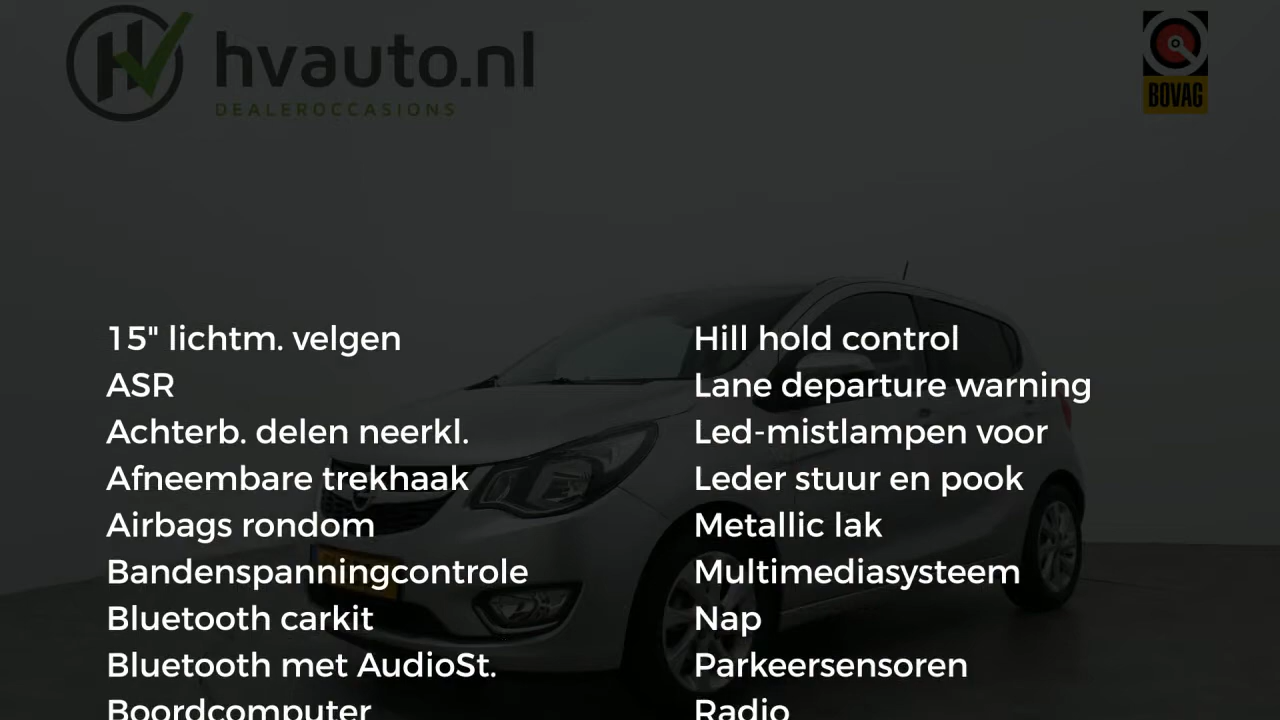 hvauto.nl
DEALEROCCASIONS
BOVAG
15" lichtm. velgen
ASR
Achterb. delen neerkl.
Afneembare trekhaak
Airbags rondom
Bandenspanningcontrole
Bluetooth carkit
Bluetooth met AudioSt.
Boordcomputer
Hill hold control
Lane departure warning
Led-mistlampen voor
Leder stuur en pook
Metallic lak
Multimediasysteem
Nap
Parkeersensoren
Radio